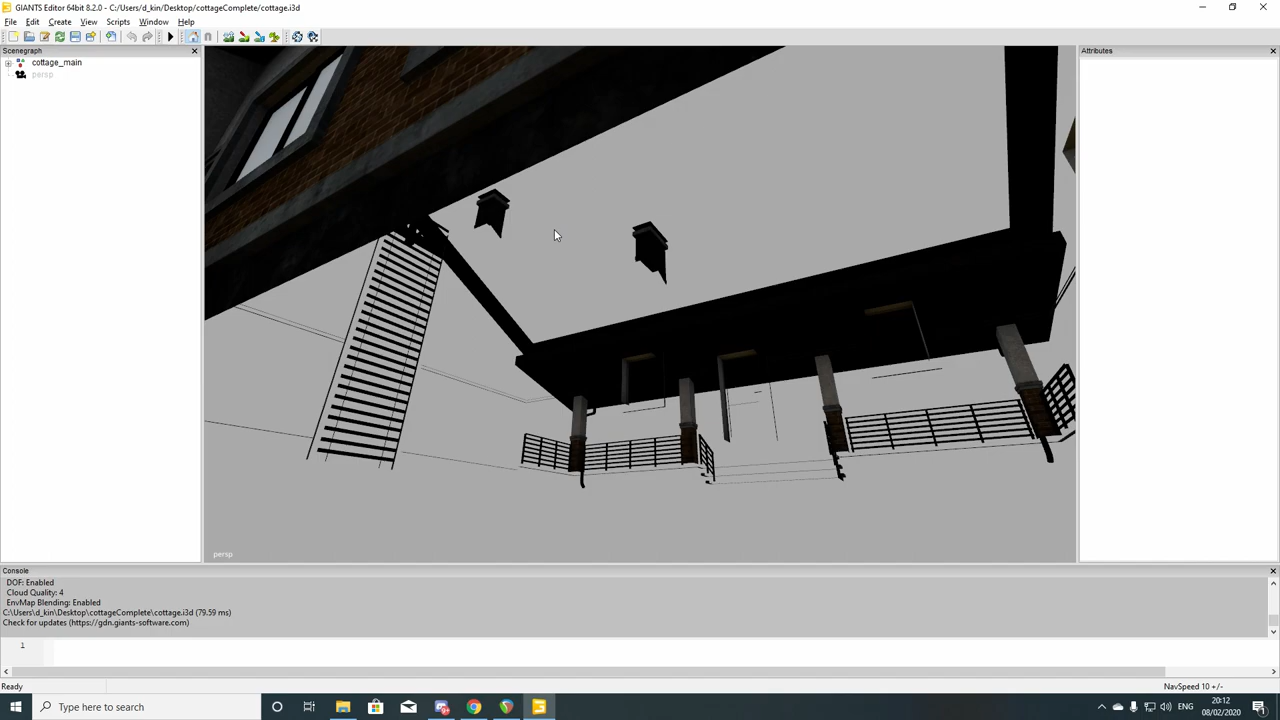 GIANTS Editor 64bit 8.2.0 - C:/Users/d_kin/Desktop/cottageComplete/cottage.i3d
File Edit Create View Scripts Window Help
Scenegraph
Attributes
cottage_main
persp
persp
Console
DOF: Enabled
Cloud Quality: 4
EnvMap Blending: Enabled
C:\Users\d_kin\Desktop\cottageComplete\cottage.i3d (79.59 ms)
Check for updates (https://gdn.giants-software.com)
1
Ready
NavSpeed 10 +/-
Type here to search
ENG
20:12
08/02/2020